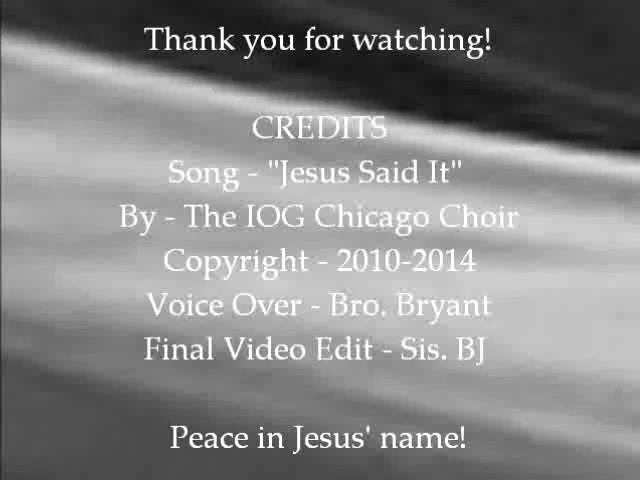 Thank you for watching!
CREDITS
Song - "Jesus Said It"
By - The IOG Chicago Choir
Copyright - 2010-2014
Voice Over - Bro. Bryant
Final Video Edit - Sis. BJ
Peace in Jesus' name!